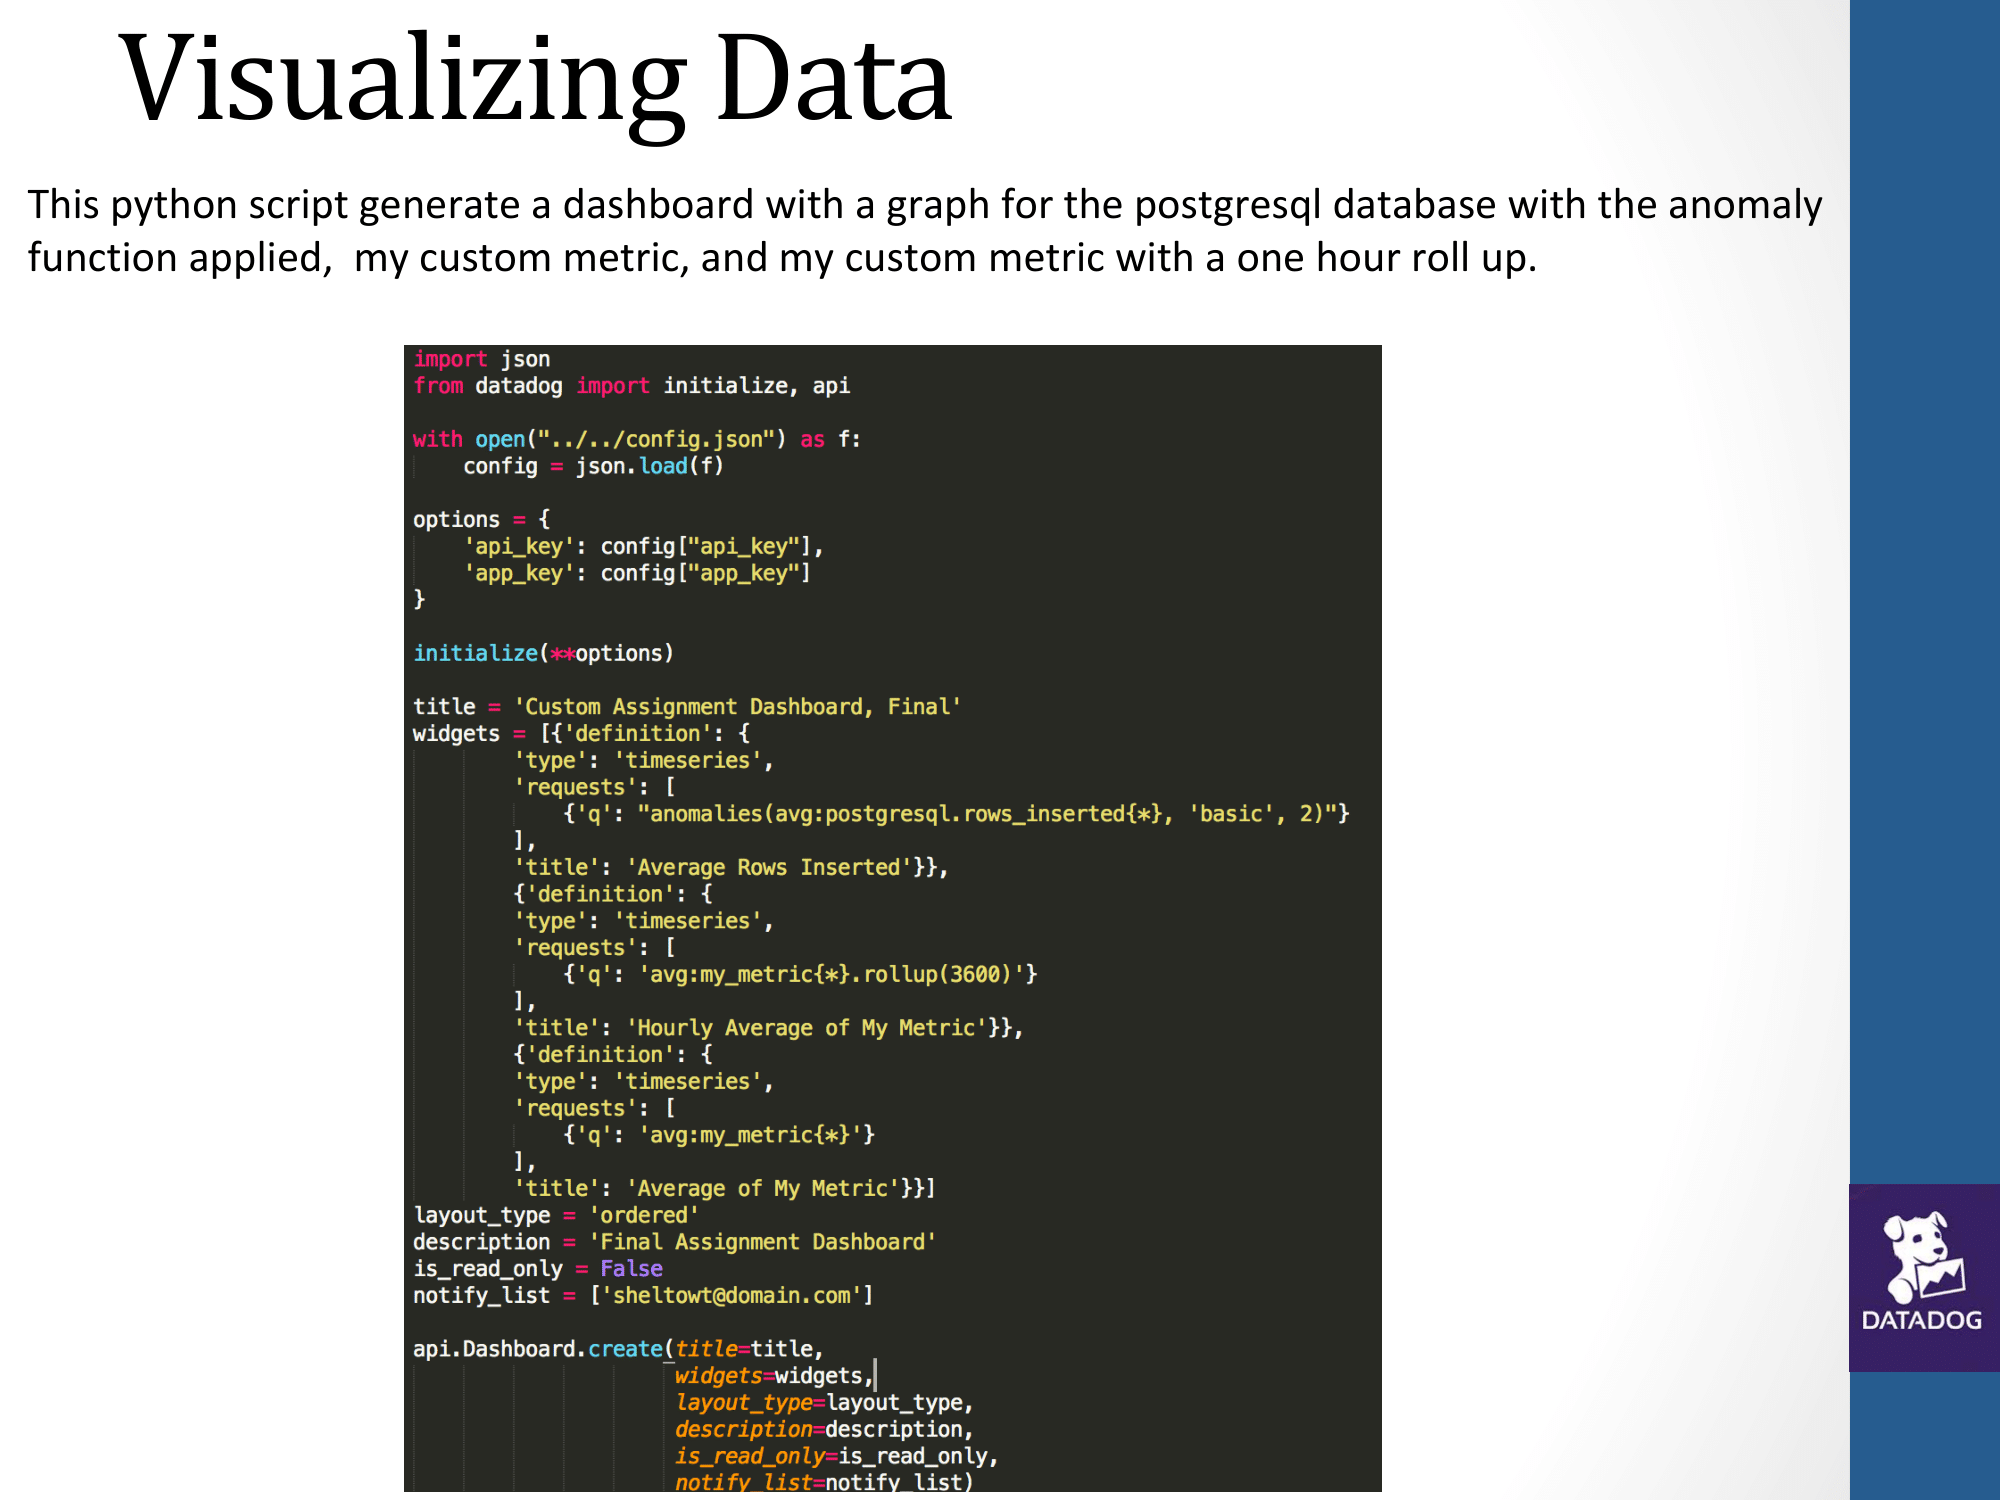 Visualizing Data
This python script generate a dashboard with a graph for the postgresql database with the anomaly
function applied,  my custom metric, and my custom metric with a one hour roll up.
import json
from datadog import initialize, api
with open("../../config.json") as f:
    config = json.load(f)
options = {
    'api_key': config["api_key"],
    'app_key': config["app_key"]
}
initialize(**options)
title = 'Custom Assignment Dashboard, Final'
widgets = [{'definition': {
        'type': 'timeseries',
        'requests': [
            {'q': "anomalies(avg:postgresql.rows_inserted{*}, 'basic', 2)"}
        ],
        'title': 'Average Rows Inserted'}},
        {'definition': {
        'type': 'timeseries',
        'requests': [
            {'q': 'avg:my_metric{*}.rollup(3600)'}
        ],
        'title': 'Hourly Average of My Metric'}},
        {'definition': {
        'type': 'timeseries',
        'requests': [
            {'q': 'avg:my_metric{*}'}
        ],
        'title': 'Average of My Metric'}}]
layout_type = 'ordered'
description = 'Final Assignment Dashboard'
is_read_only = False
notify_list = ['sheltowt@domain.com']
api.Dashboard.create(title=title,
                     widgets=widgets,
                     layout_type=layout_type,
                     description=description,
                     is_read_only=is_read_only,
                     notify_list=notify_list)
DATADOG